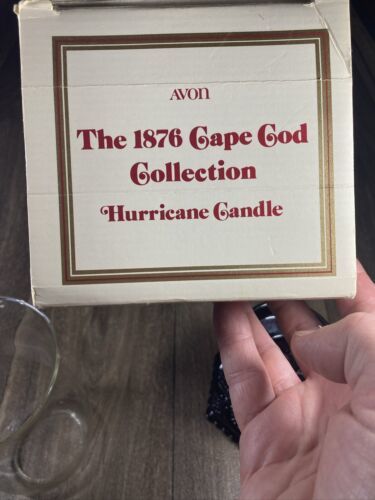 AVON
The 1876 Cape Cod
Collection
Hurricane Candle